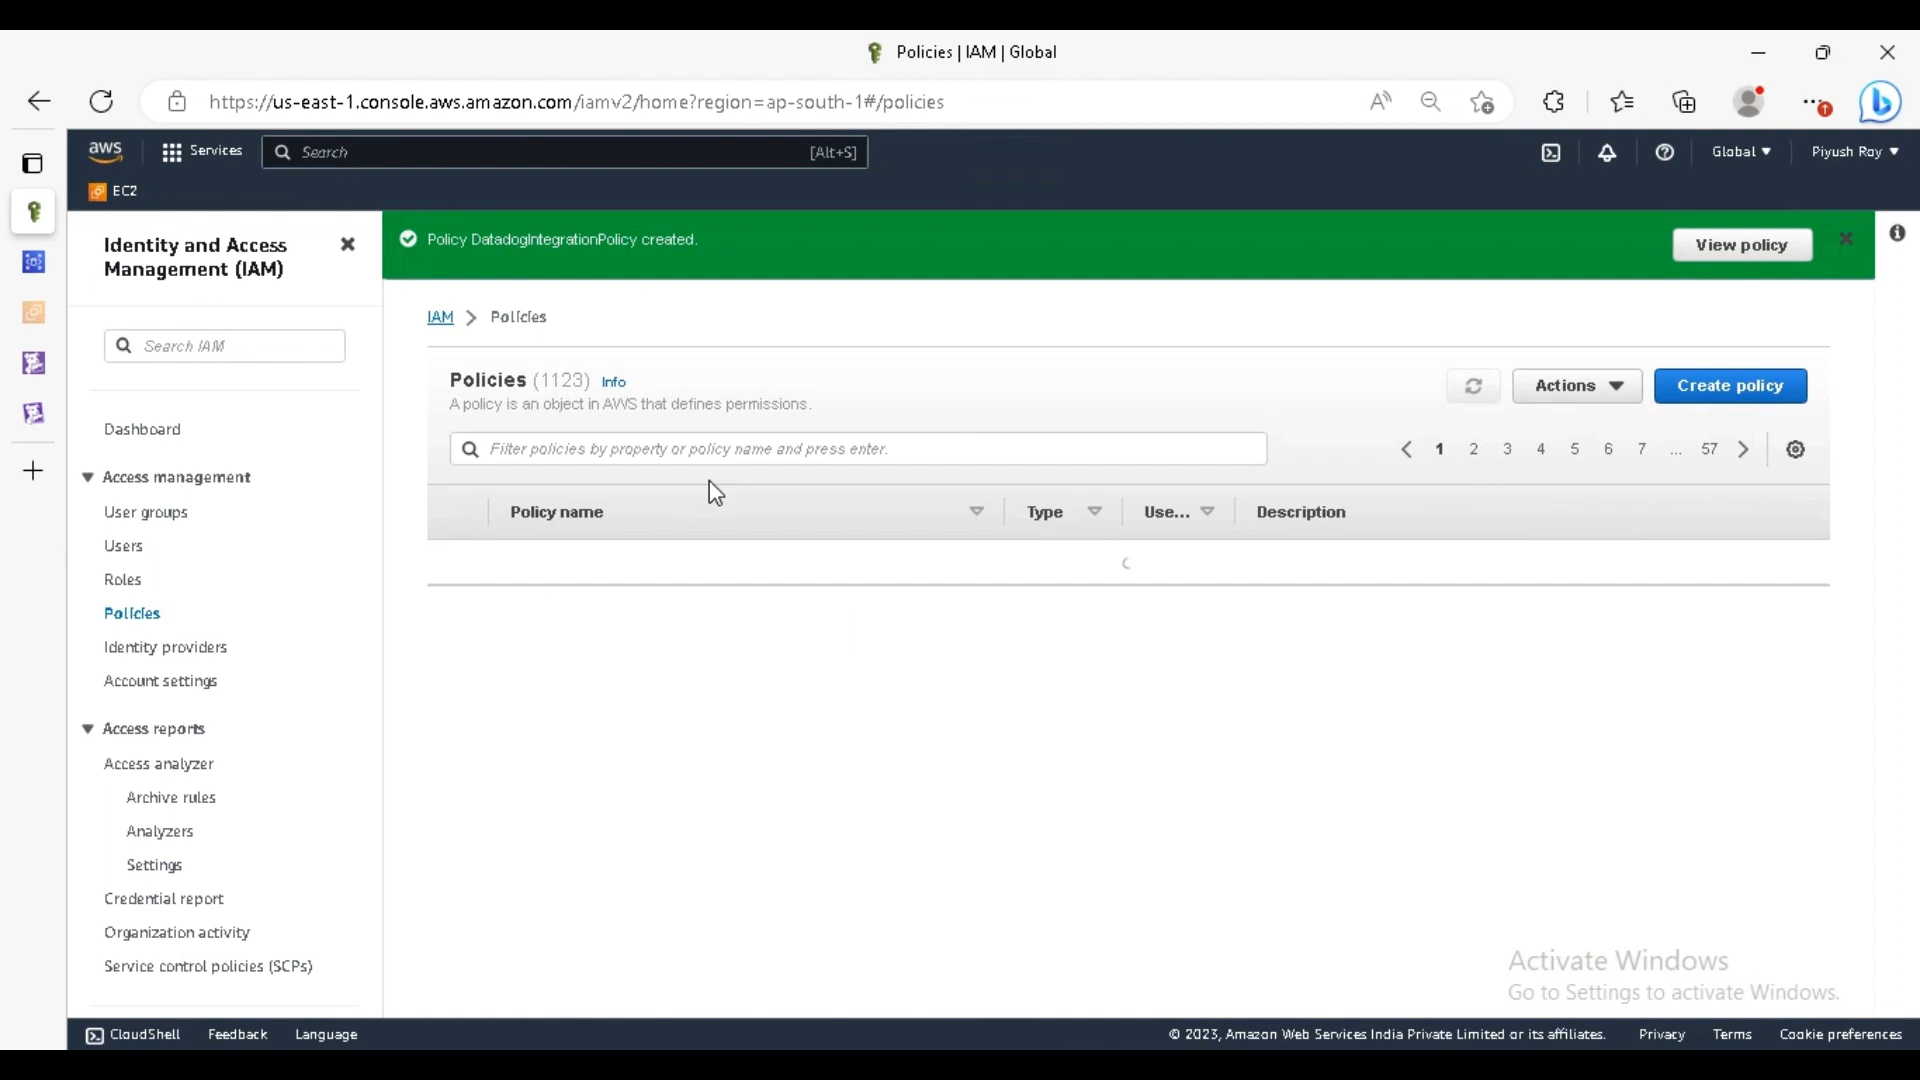 Policies | IAM | Global
https://us-east-1.console.aws.amazon.com/iamv2/home?region=ap-south-1#/policies
aws Services Search [Alt+S] Global Piyush Ray
EC2
Identity and Access
Management (IAM)
Search IAM
Dashboard
Access management
User groups
Users
Roles
Policies
Identity providers
Account settings
Access reports
Access analyzer
Archive rules
Analyzers
Settings
Credential report
Organization activity
Service control policies (SCPs)
Policy DatadogIntegrationPolicy created.
View policy
IAM > Policies
Policies (1123) Info
A policy is an object in AWS that defines permissions.
Actions
Create policy
Filter policies by property or policy name and press enter.
1 2 3 4 5 6 7 ... 57
Policy name Type Use... Description
Activate Windows
Go to Settings to activate Windows.
CloudShell Feedback Language
© 2023, Amazon Web Services India Private Limited or its affiliates. Privacy Terms Cookie preferences